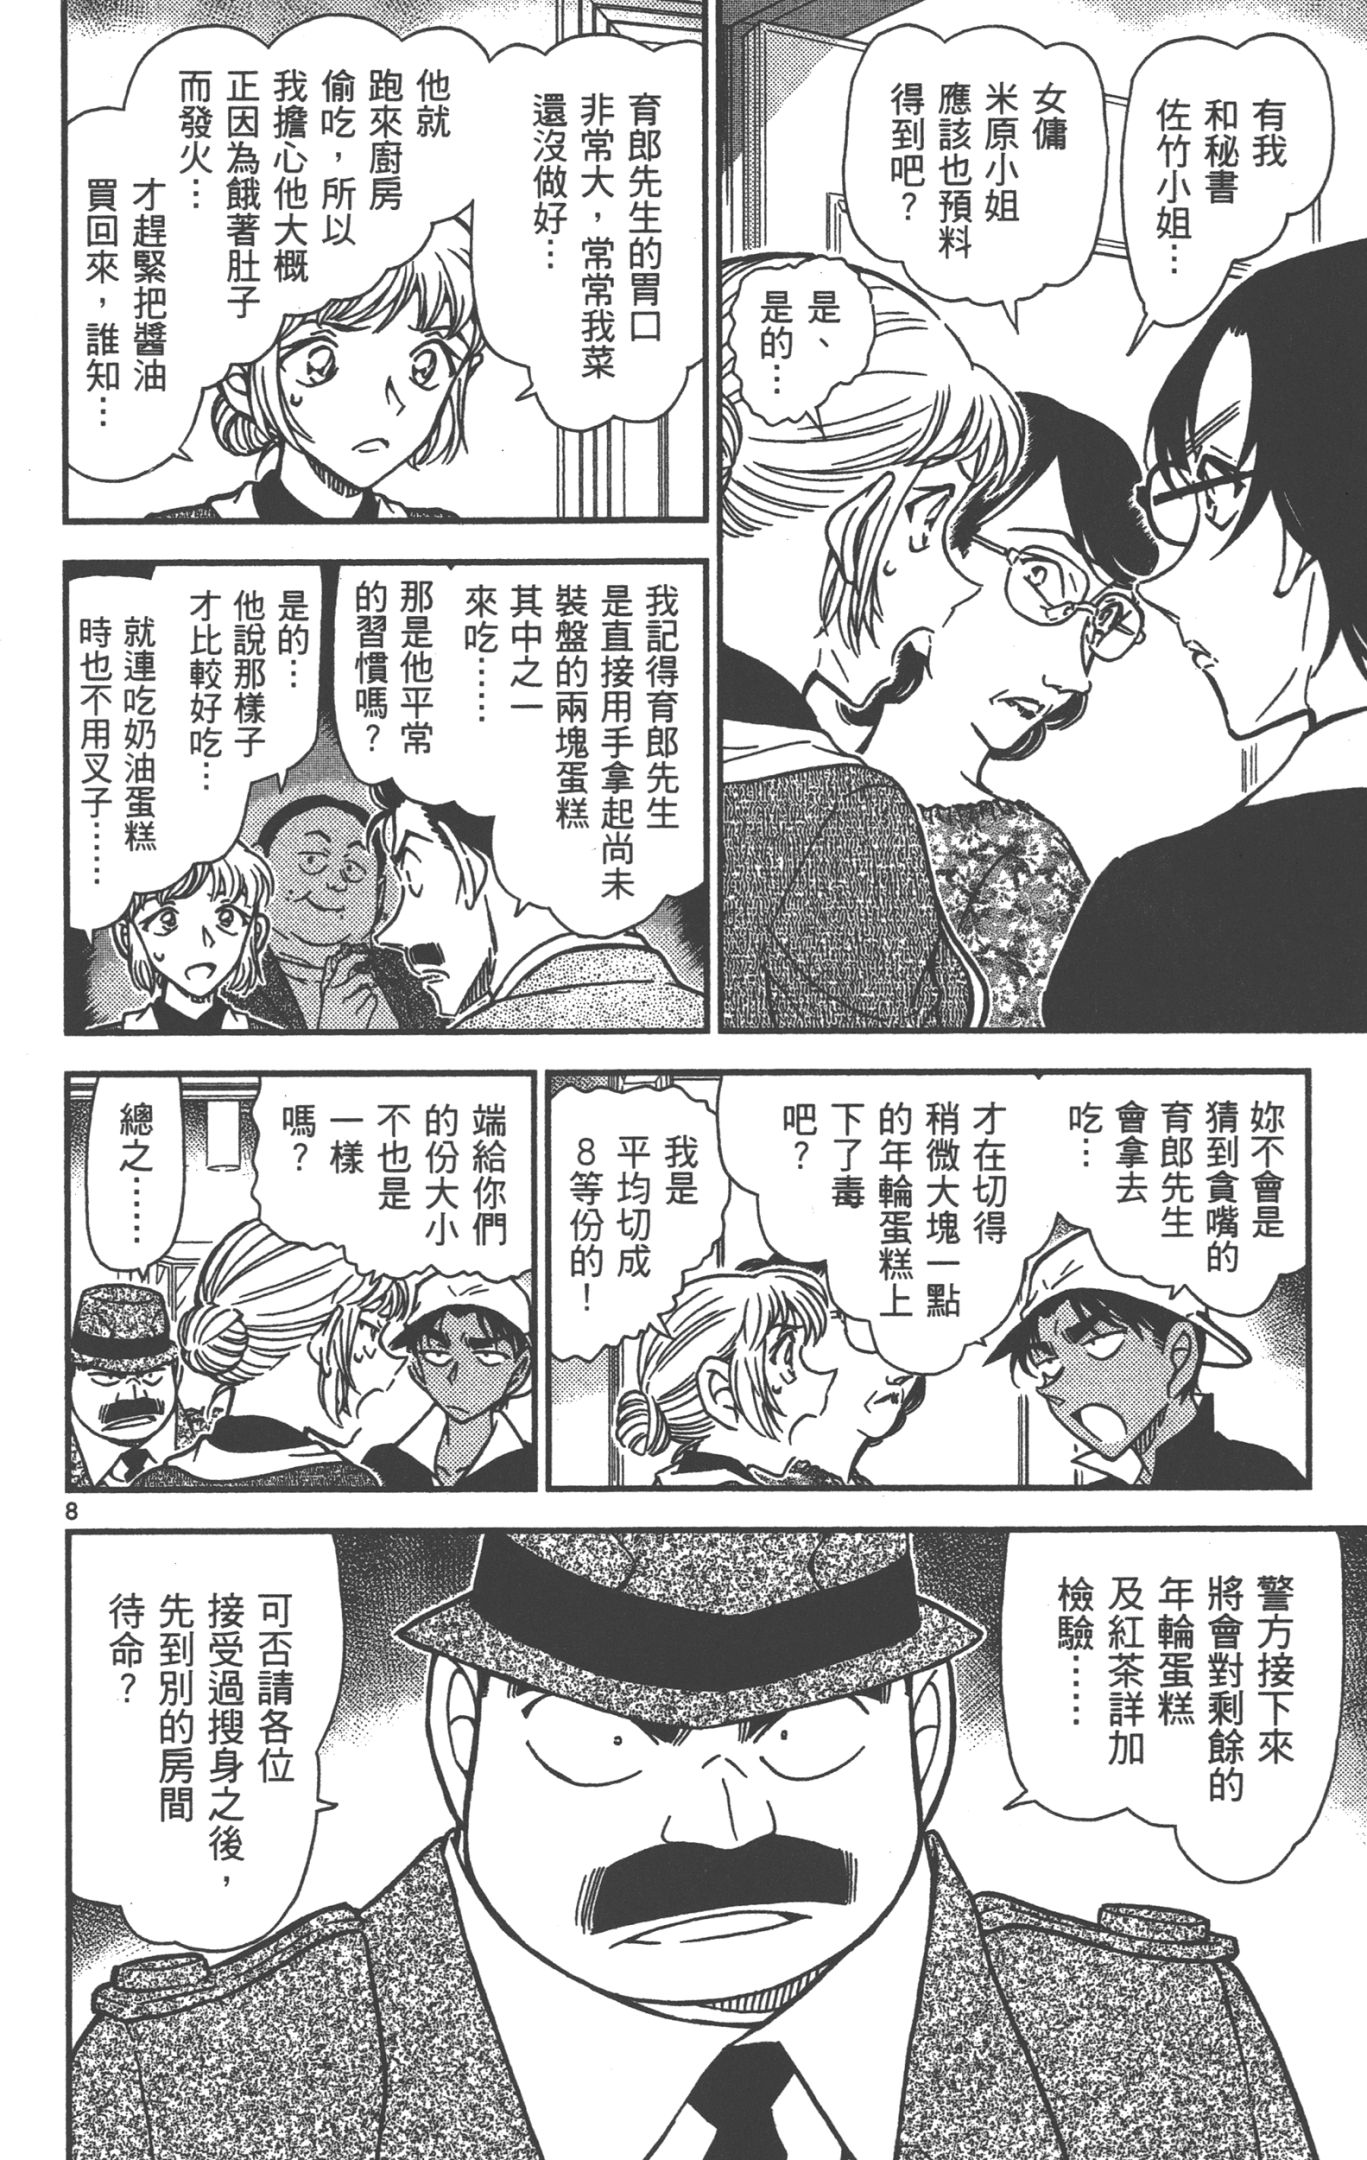 有我
和秘書
佐竹小姐…
女傭
米原小姐
應該也預料
得到吧？
是、
是的…
育郎先生的胃口
非常大，常常我菜
還沒做好…
他就
跑來廚房
偷吃，所以
我擔心他大概
正因為餓著肚子
而發火…
才趕緊把醬油
買回來，誰知…
我記得育郎先生
是直接用手拿起尚未
裝盤的兩塊蛋糕
其中之一
來吃……
那是他平常
的習慣嗎？
是的…
他說那樣子
才比較好吃…
就連吃奶油蛋糕
時也不用叉子……
妳不會是
猜到貪嘴的
育郎先生
會拿去
吃…
才在切得
稍微大塊一點
的年輪蛋糕上
下了毒
吧？
我是
平均切成
8等份的！
端給你們
的份大小
不也是
一樣
嗎？
總之……
8
警方接下來
將會對剩餘的
年輪蛋糕
及紅茶詳加
檢驗……
可否請各位
接受過搜身之後，
先到別的房間
待命？